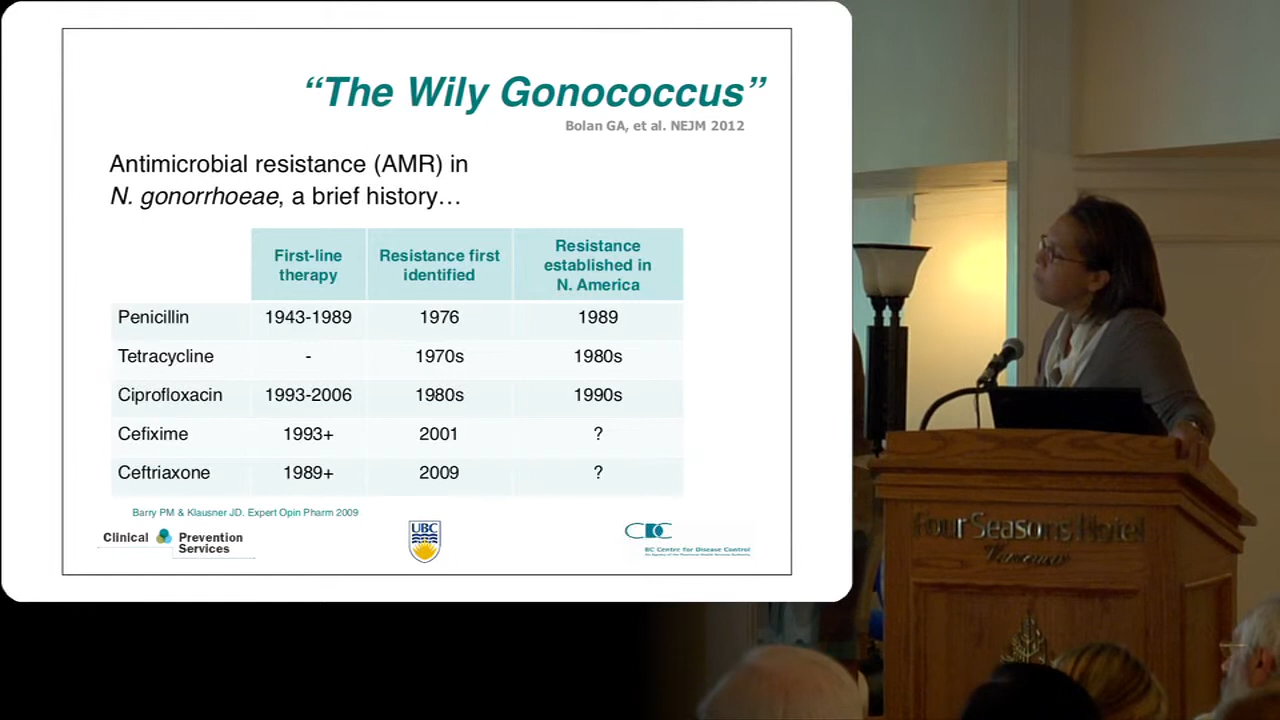 “The Wily Gonococcus”
Bolan GA, et al. NEJM 2012
Antimicrobial resistance (AMR) in
N. gonorrhoeae, a brief history…
First-line therapy
Resistance first identified
Resistance established in N. America
Penicillin 1943-1989 1976 1989
Tetracycline - 1970s 1980s
Ciprofloxacin 1993-2006 1980s 1990s
Cefixime 1993+ 2001 ?
Ceftriaxone 1989+ 2009 ?
Barry PM & Klausner JD. Expert Opin Pharm 2009
Clinical Prevention
Services
UBC
CDC
BC Centre for Disease Control
Four Seasons Hotel
Vancouver